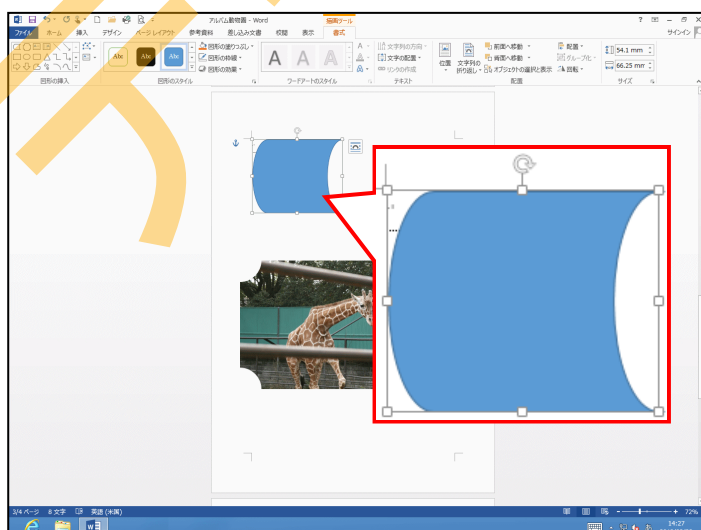 アルバム動物園 - Word
描画ツール
サインイン
ファイル ホーム 挿入 デザイン ページ レイアウト 参考資料 差し込み文書 校閲 表示 書式
Abc Abc Abc
図形の塗りつぶし
図形の枠線
図形の効果
A A A
文字列の方向
文字の配置
リンクの作成
位置 文字列の折り返し
前面へ移動
背面へ移動
オブジェクトの選択と表示
配置
グループ化
回転
54.1 mm
66.25 mm
図形の挿入 図形のスタイル ワードアートのスタイル テキスト 配置 サイズ
3/4 ページ 8 文字 英語 (米国) 72%
14:27